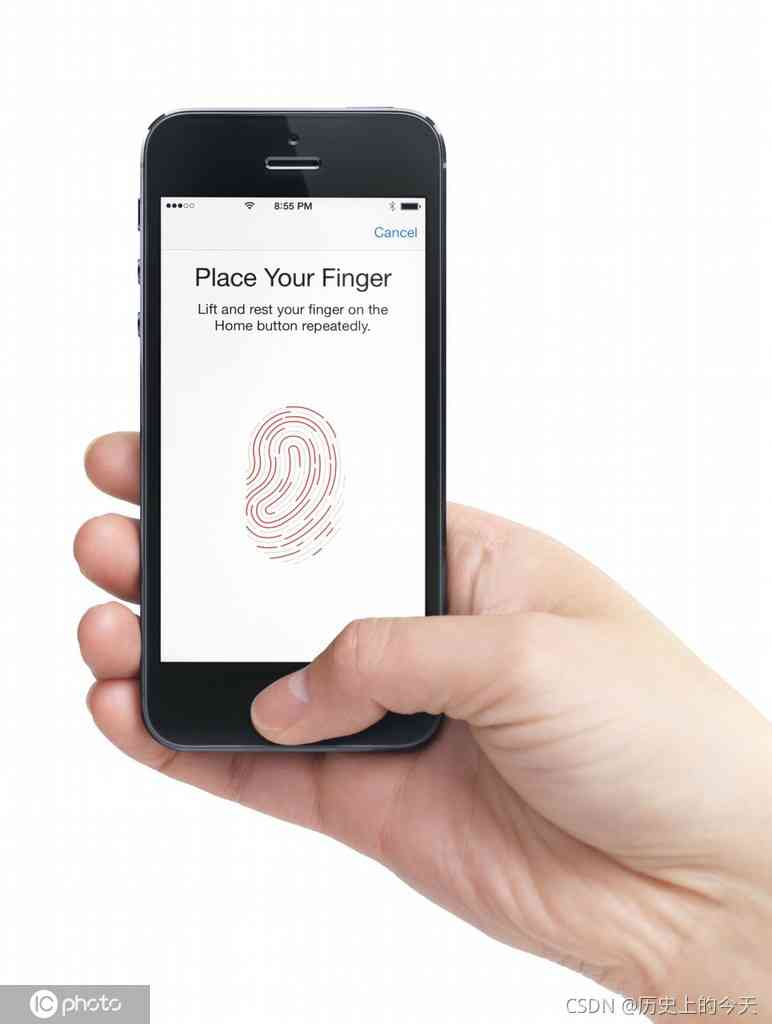 8:55 PM
Cancel
Place Your Finger
Lift and rest your finger on the
Home button repeatedly.
IC photo
CSDN @历史上的今天